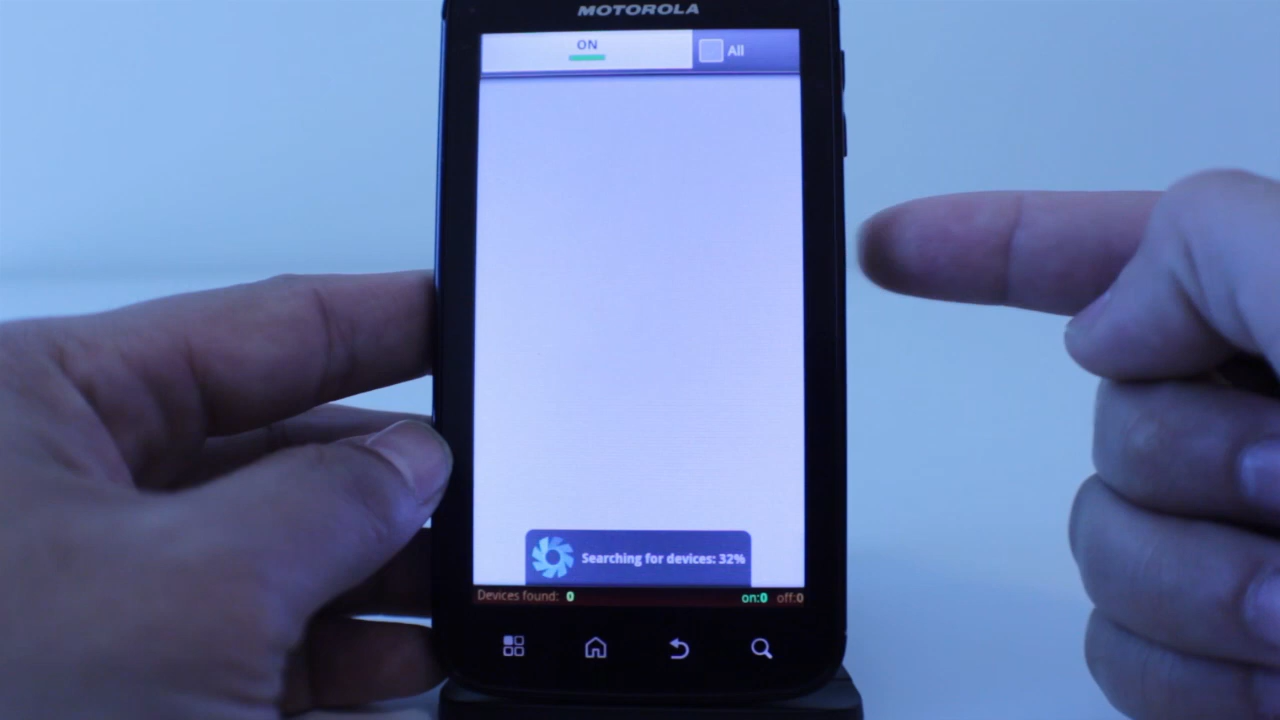 MOTOROLA
ON
All
Searching for devices: 32%
Devices found: 0 on:0 off:0